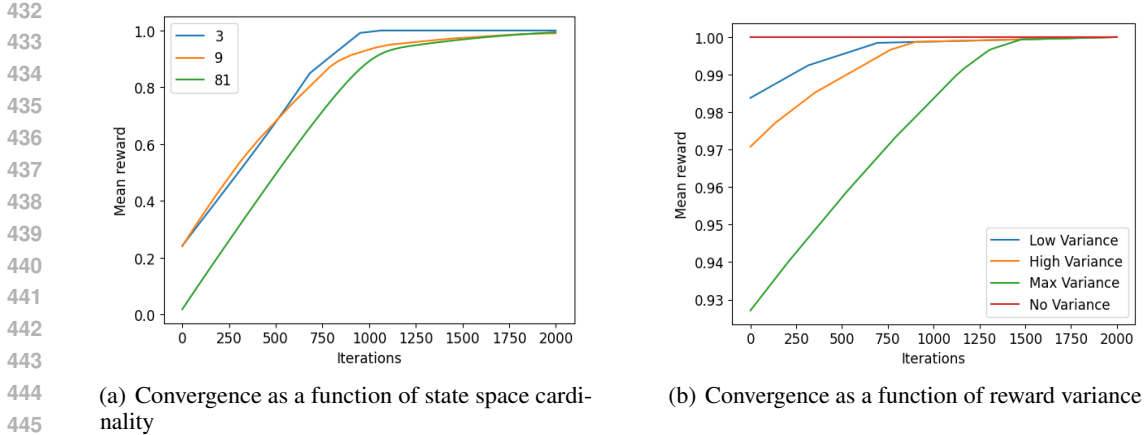 432
433
434
435
436
437
438
439
440
441
442
443
444
445
3
9
81
1.0
0.8
0.6
0.4
0.2
0.0
Mean reward
0 250 500 750 1000 1250 1500 1750 2000
Iterations
(a) Convergence as a function of state space cardi-
nality
1.00
0.99
0.98
0.97
0.96
0.95
0.94
0.93
Mean reward
Low Variance
High Variance
Max Variance
No Variance
0 250 500 750 1000 1250 1500 1750 2000
Iterations
(b) Convergence as a function of reward variance